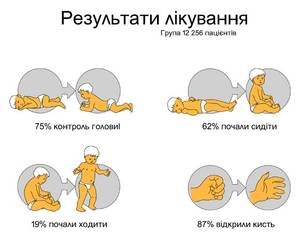 Результати лікування
Група 12 256 пацієнтів
75% контроль голови
62% почали сидіти
19% почали ходити
87% відкрили кисть